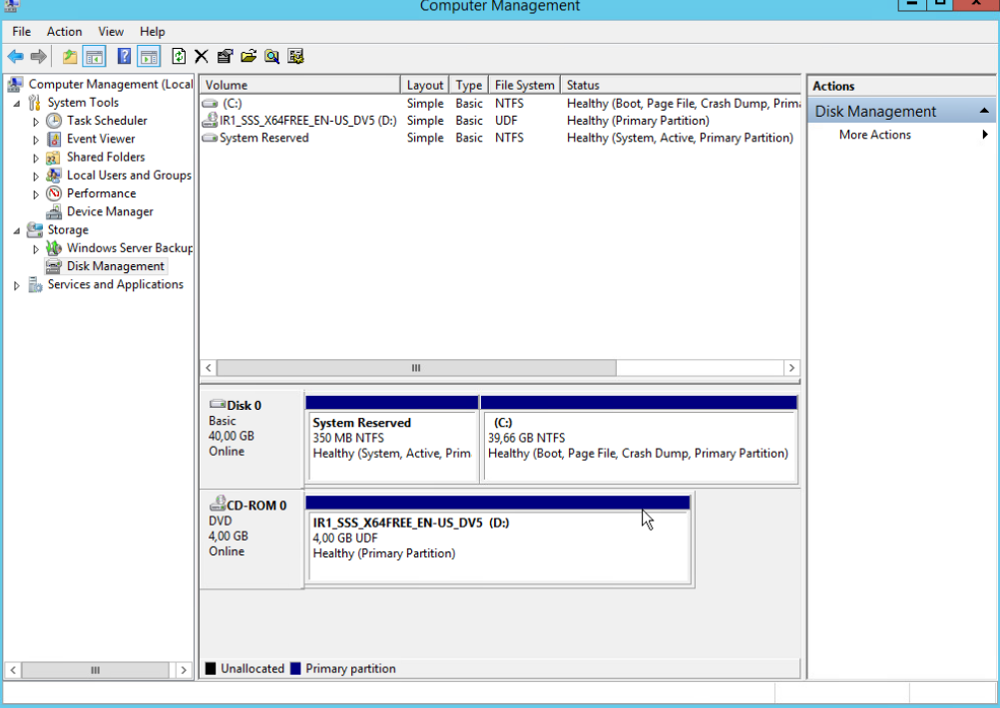 Computer Management
File Action View Help
Computer Management (Local
System Tools
Task Scheduler
Event Viewer
Shared Folders
Local Users and Groups
Performance
Device Manager
Storage
Windows Server Backup
Disk Management
Services and Applications
Volume Layout Type File System Status
(C:) Simple Basic NTFS Healthy (Boot, Page File, Crash Dump, Prima
IR1_SSS_X64FREE_EN-US_DV5 (D:) Simple Basic UDF Healthy (Primary Partition)
System Reserved Simple Basic NTFS Healthy (System, Active, Primary Partition)
Disk 0
Basic
40,00 GB
Online
System Reserved
350 MB NTFS
Healthy (System, Active, Prim
(C:)
39,66 GB NTFS
Healthy (Boot, Page File, Crash Dump, Primary Partition)
CD-ROM 0
DVD
4,00 GB
Online
IR1_SSS_X64FREE_EN-US_DV5 (D:)
4,00 GB UDF
Healthy (Primary Partition)
Unallocated Primary partition
Actions
Disk Management
More Actions